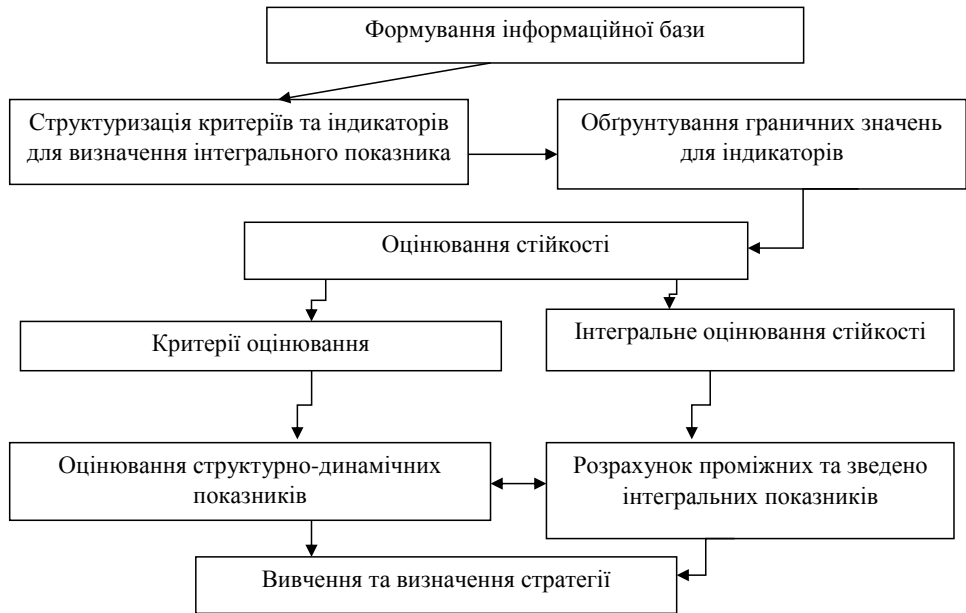 Формування інформаційної бази
Структуризація критеріїв та індикаторів
для визначення інтегрального показника
Обґрунтування граничних значень
для індикаторів
Оцінювання стійкості
Критерії оцінювання
Інтегральне оцінювання стійкості
Оцінювання структурно-динамічних
показників
Розрахунок проміжних та зведено
інтегральних показників
Вивчення та визначення стратегії